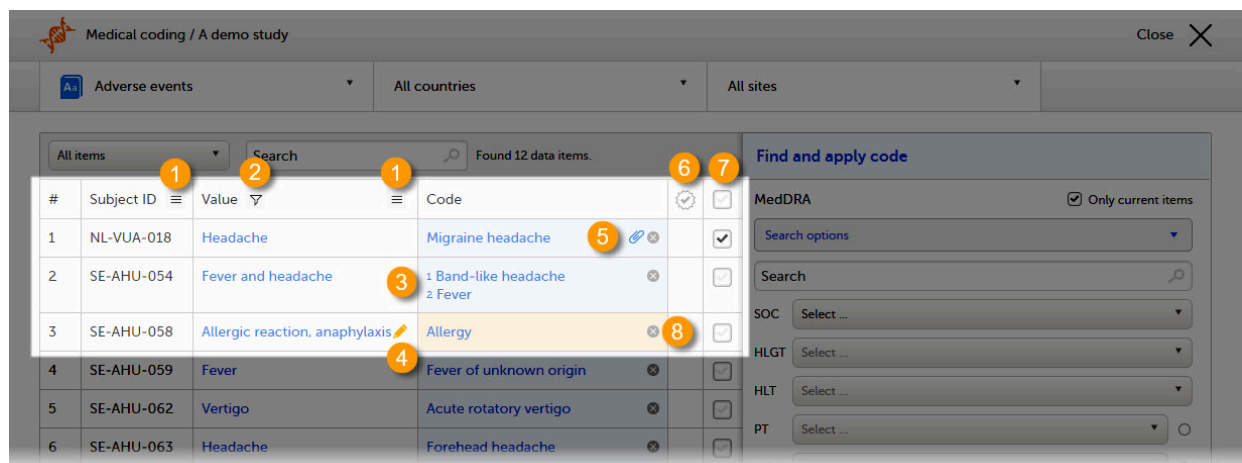 Medical coding / A demo study
Close
Aa Adverse events
All countries
All sites
All items
Search
Found 12 data items.
Find and apply code
1 2 1 6 7
# Subject ID Value Code
MedDRA
Only current items
1 NL-VUA-018 Headache Migraine headache 5
Search options
2 SE-AHU-054 Fever and headache 3 1 Band-like headache
2 Fever
Search
3 SE-AHU-058 Allergic reaction, anaphylaxis Allergy 8
SOC Select ...
4
HLGT Select ...
4 SE-AHU-059 Fever Fever of unknown origin
HLT Select ...
5 SE-AHU-062 Vertigo Acute rotatory vertigo
PT Select ...
6 SE-AHU-063 Headache Forehead headache